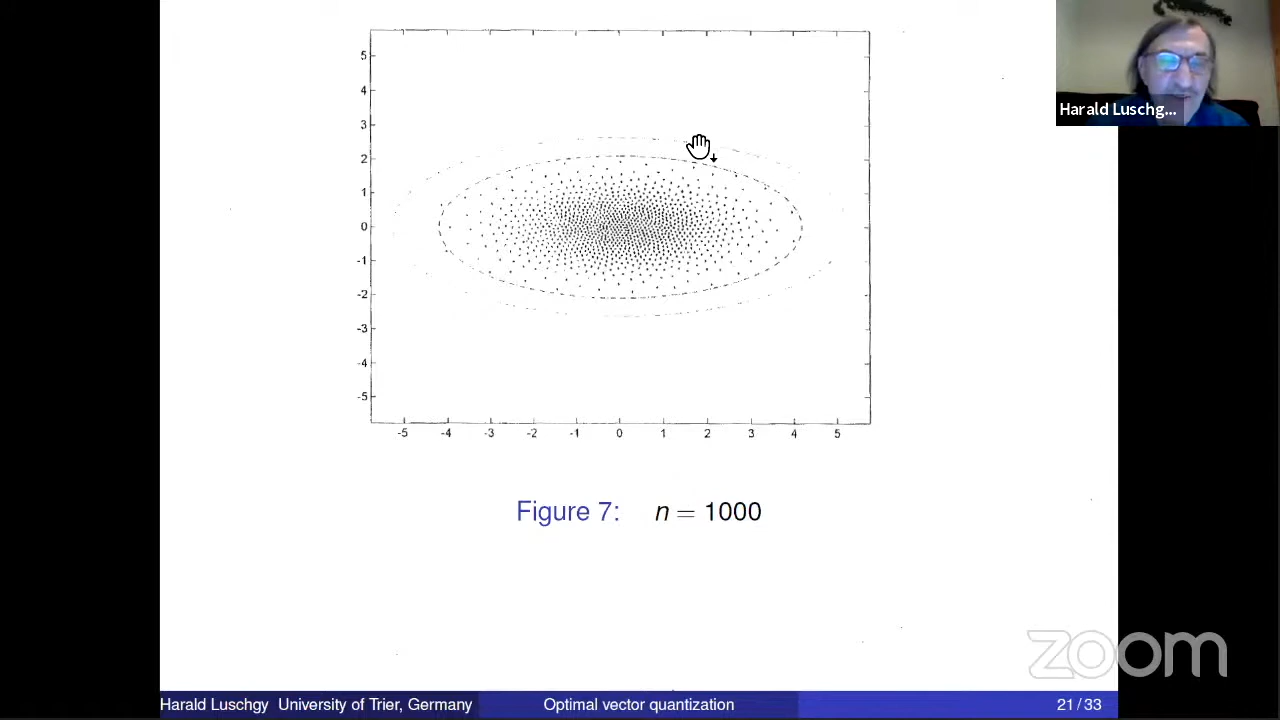 Harald Luschg...
5
4
3
2
1
0
-1
-2
-3
-4
-5
-5 -4 -3 -2 -1 0 1 2 3 4 5
Figure 7: n = 1000
zoom
Harald Luschgy University of Trier, Germany Optimal vector quantization 21 / 33